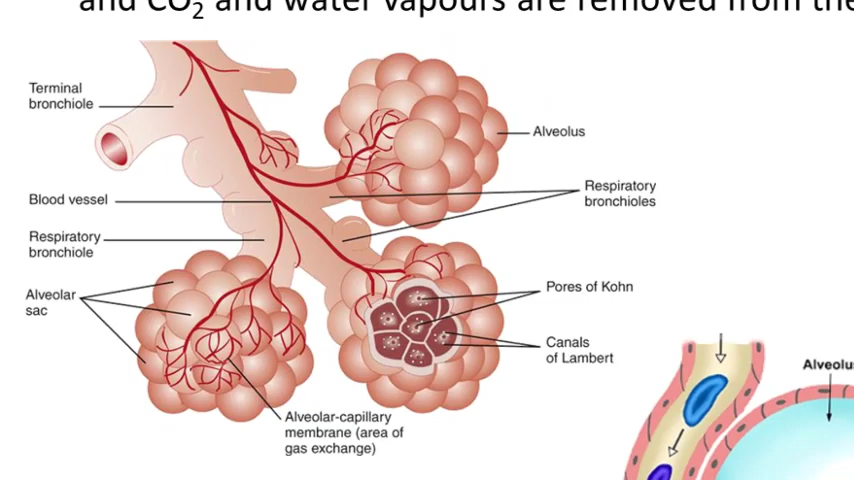 and CO₂ and water vapours are removed from the
Terminal
bronchiole
Alveolus
Respiratory
bronchioles
Blood vessel
Respiratory
bronchiole
Alveolar
sac
Pores of Kohn
Canals
of Lambert
Alveolar-capillary
membrane (area of
gas exchange)
Alveolu